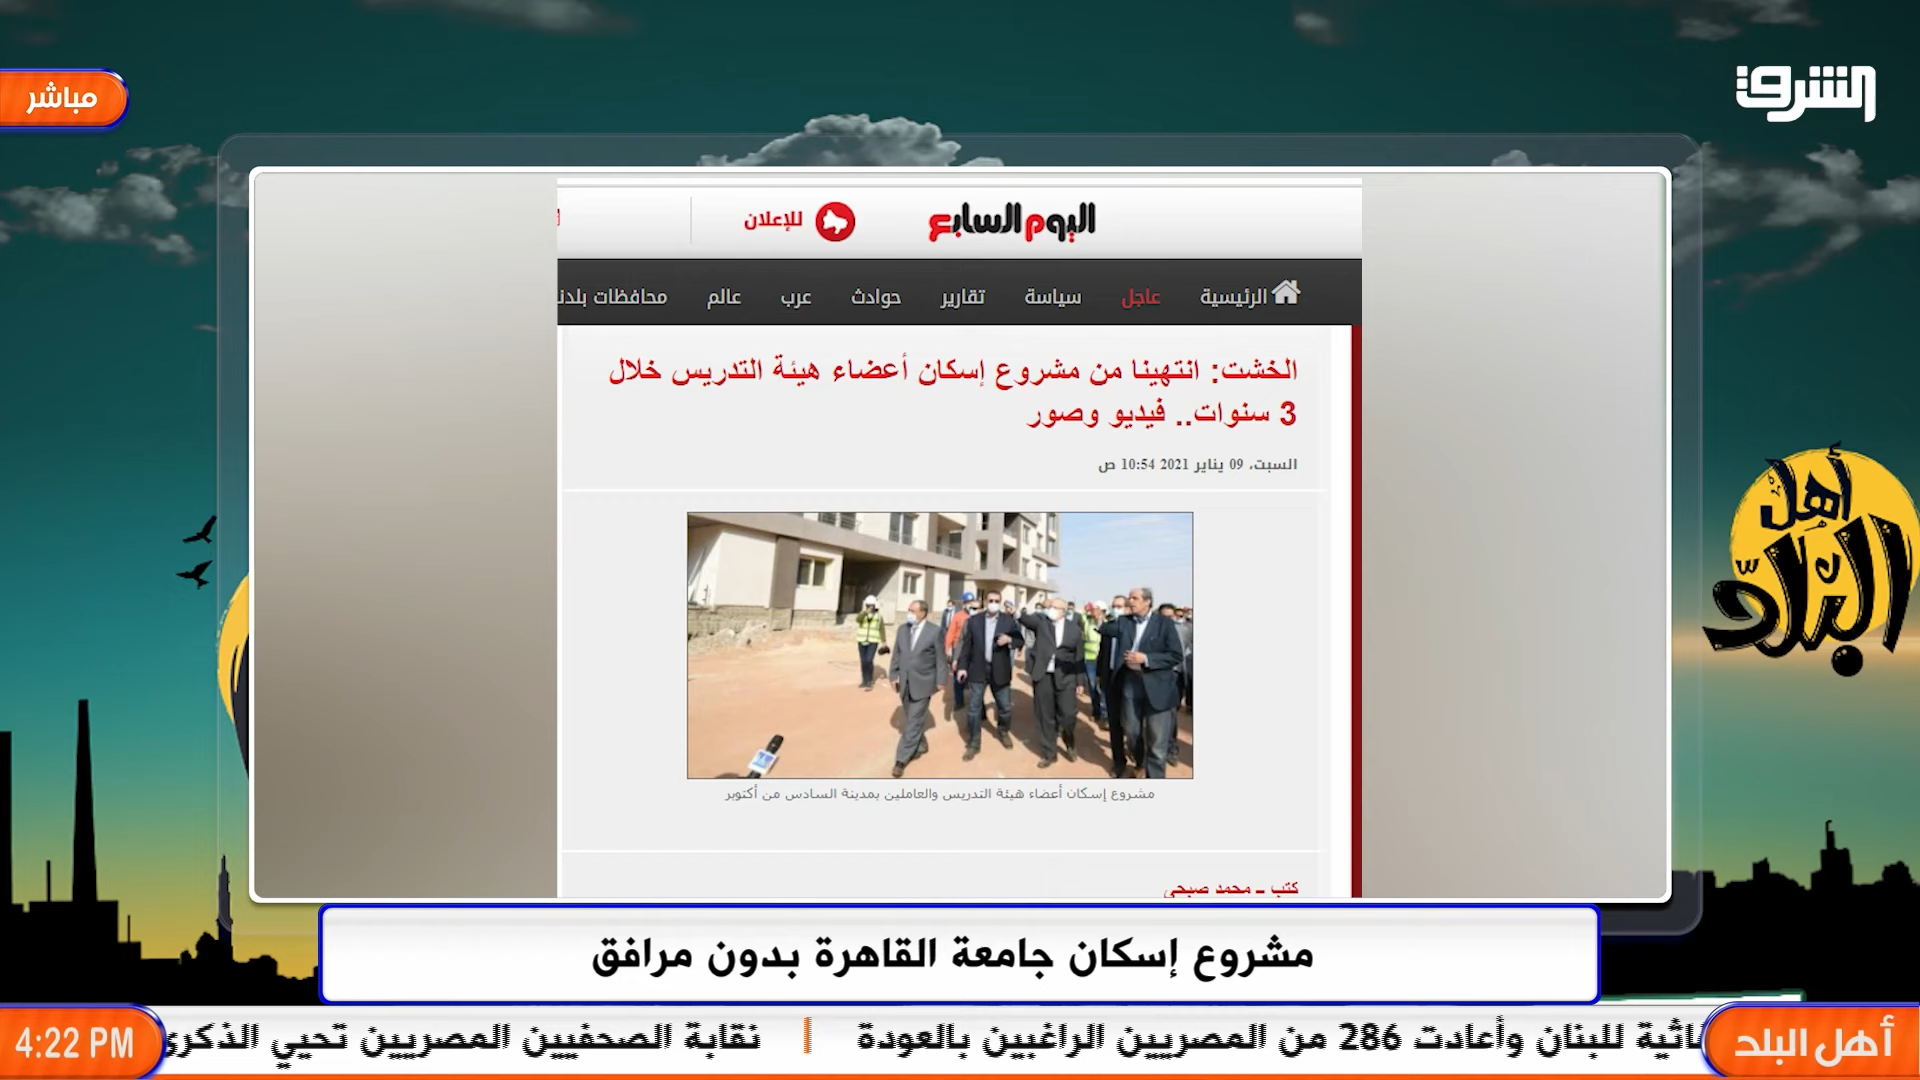 مباشر
الشرق
اليوم السابع
للإعلان
الرئيسية عاجل سياسة تقارير حوادث عرب عالم محافظات بلدنا
الخشت: انتهينا من مشروع إسكان أعضاء هيئة التدريس خلال
3 سنوات.. فيديو وصور
السبت، 09 يناير 2021 10:54 ص
مشروع إسكان أعضاء هيئة التدريس والعاملين بمدينة السادس من أكتوبر
كتب ــ محمد صبحي
أهل
البلد
مشروع إسكان جامعة القاهرة بدون مرافق
أهل البلد
للبنان وأعادت 286 من المصريين الراغبين بالعودة | نقابة الصحفيين المصريين تحيي الذكرى
4:22 PM